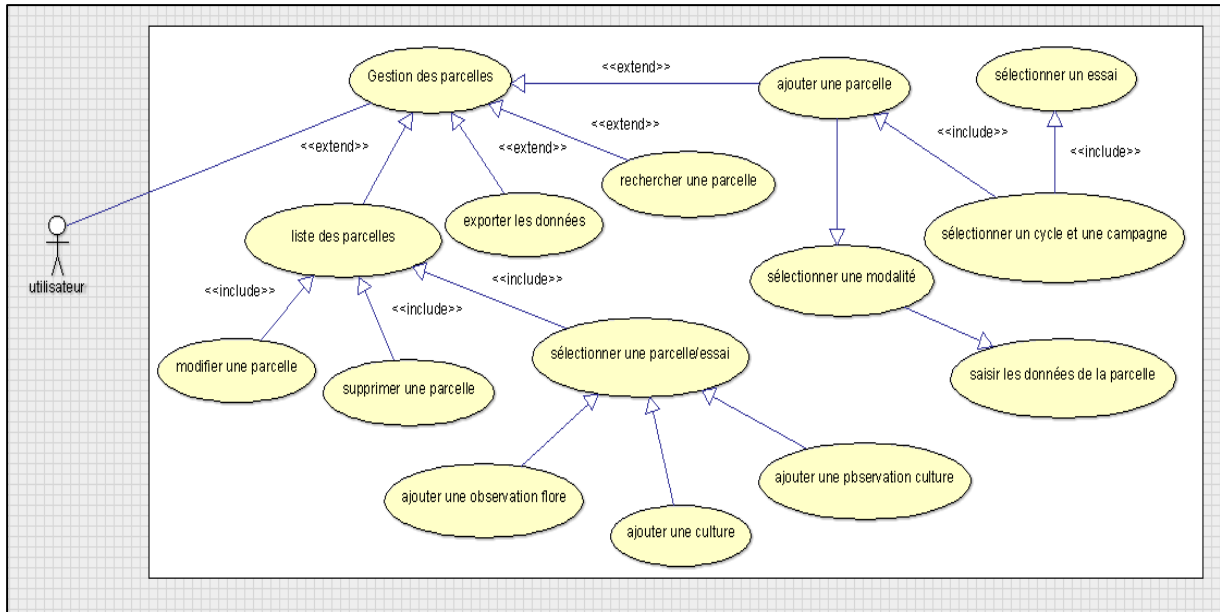 Gestion des parcelles
<<extend>>
ajouter une parcelle
sélectionner un essai
<<extend>>
<<include>>
<<extend>>
<<extend>>
<<include>>
rechercher une parcelle
exporter les données
liste des parcelles
sélectionner un cycle et une campagne
utilisateur
<<include>>
<<include>>
<<include>>
sélectionner une modalité
modifier une parcelle
supprimer une parcelle
sélectionner une parcelle/essai
saisir les données de la parcelle
ajouter une observation flore
ajouter une culture
ajouter une pbservation culture